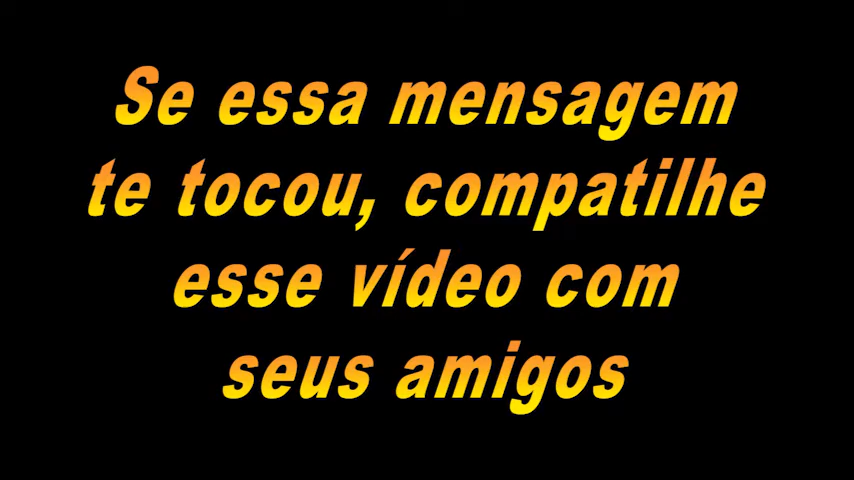 Se essa mensagem
te tocou, compatilhe
esse vídeo com
seus amigos